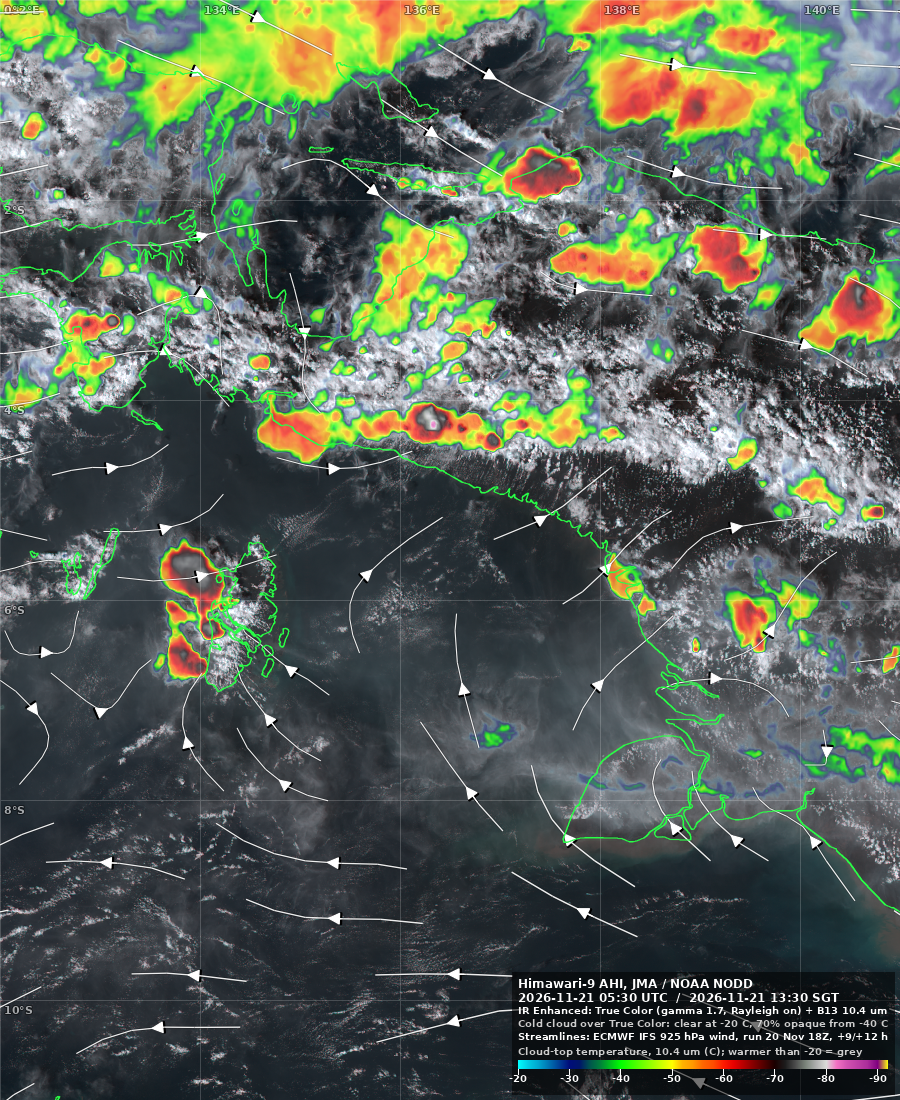 132°E 134°E 136°E 138°E 140°E
2°S
4°S
6°S
8°S
10°S
Himawari-9 AHI, JMA / NOAA NODD
2026-11-21 05:30 UTC / 2026-11-21 13:30 SGT
IR Enhanced: True Color (gamma 1.7, Rayleigh on) + B13 10.4 um
Cold cloud over True Color: clear at -20 C, 70% opaque from -40 C
Streamlines: ECMWF IFS 925 hPa wind, run 20 Nov 18Z, +9/+12 h
Cloud-top temperature, 10.4 um (C); warmer than -20 = grey
-20 -30 -40 -50 -60 -70 -80 -90